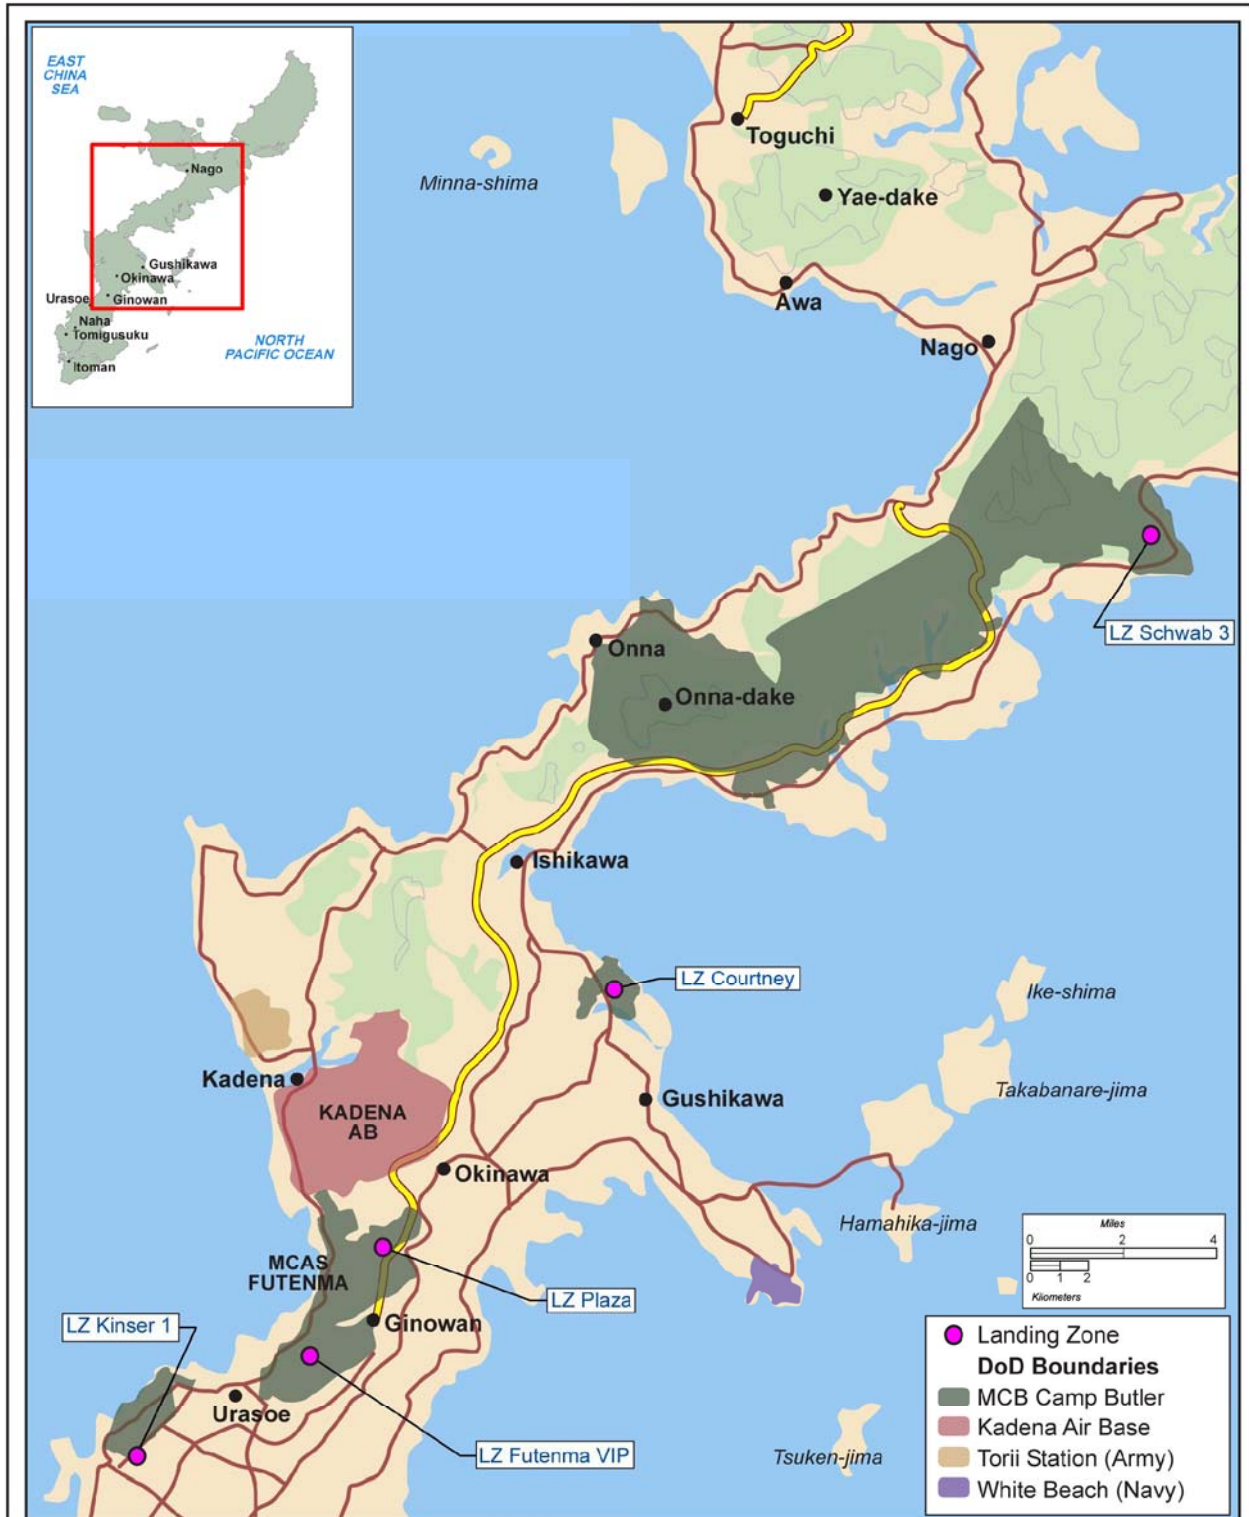 EAST
CHINA
SEA
Nago
Gushikawa
Okinawa
Urasoe
Ginowan
Naha
Tomigusuku
Itoman
NORTH
PACIFIC OCEAN
Toguchi
Minna-shima
Yae-dake
Awa
Nago
LZ Schwab 3
Onna
Onna-dake
Ishikawa
LZ Courtney
Ike-shima
Kadena
Takabanare-jima
KADENA
AB
Gushikawa
Okinawa
Hamahika-jima
MCAS
FUTENMA
LZ Plaza
LZ Kinser 1
Ginowan
Urasoe
LZ Futenma VIP
Tsuken-jima
Miles
0 2 4
0 1 2
Kilometers
Landing Zone
DoD Boundaries
MCB Camp Butler
Kadena Air Base
Torii Station (Army)
White Beach (Navy)